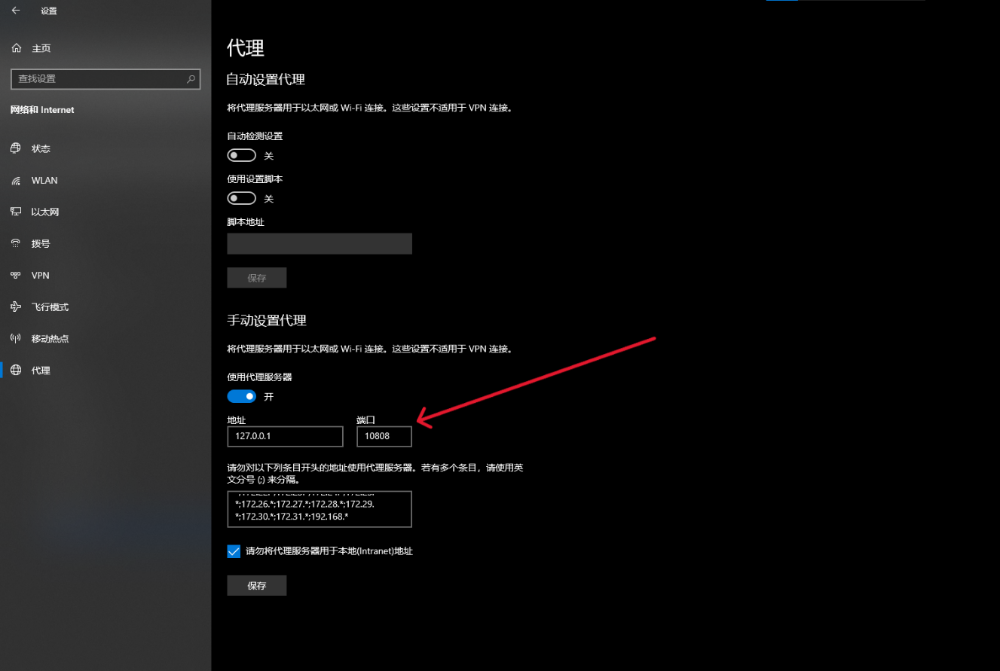 设置
主页
查找设置
网络和 Internet
状态
WLAN
以太网
拨号
VPN
飞行模式
移动热点
代理
代理
自动设置代理
将代理服务器用于以太网或 Wi-Fi 连接。这些设置不适用于 VPN 连接。
自动检测设置
关
使用设置脚本
关
脚本地址
保存
手动设置代理
将代理服务器用于以太网或 Wi-Fi 连接。这些设置不适用于 VPN 连接。
使用代理服务器
开
地址 端口
127.0.0.1 10808
请勿对以下列条目开头的地址使用代理服务器。若有多个条目，请使用英
文分号 (;) 来分隔。
*;172.26.*;172.27.*;172.28.*;172.29.
*;172.30.*;172.31.*;192.168.*
请勿将代理服务器用于本地(Intranet)地址
保存